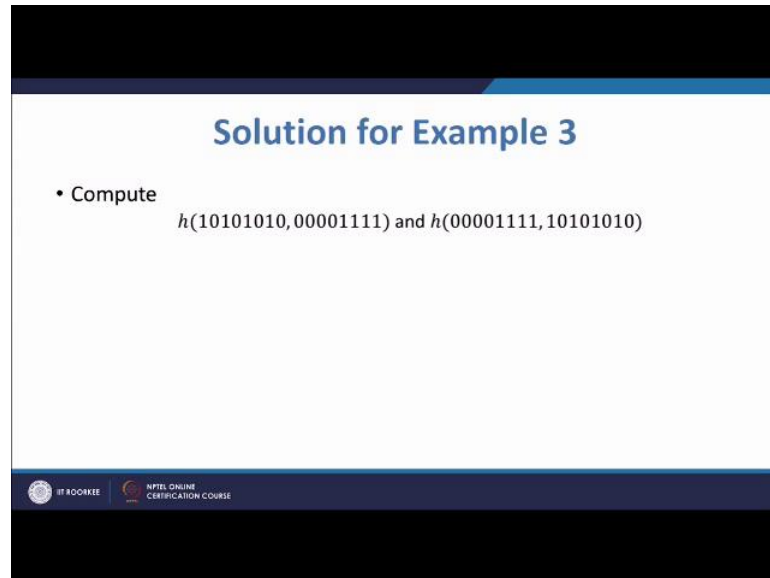 Solution for Example 3
• Compute
ℎ(10101010, 00001111) and ℎ(00001111, 10101010)
IIT ROORKEE
NPTEL ONLINE
CERTIFICATION COURSE